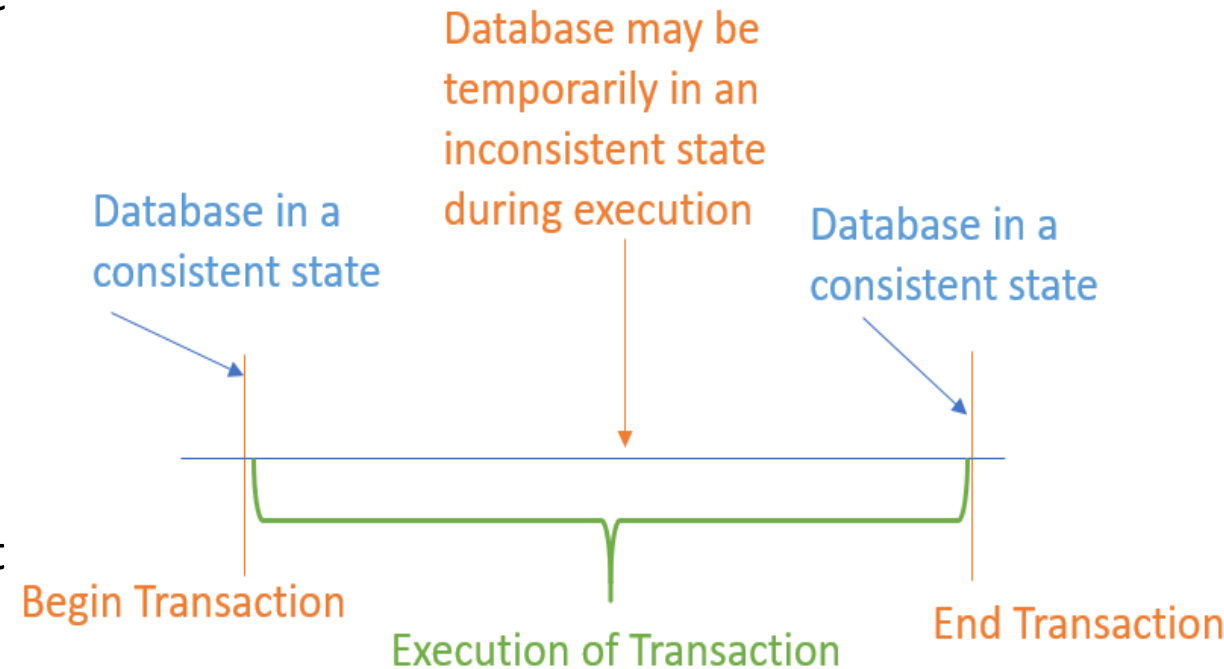 Database may be
temporarily in an
inconsistent state
during execution
Database in a
consistent state
Database in a
consistent state
Begin Transaction
End Transaction
Execution of Transaction